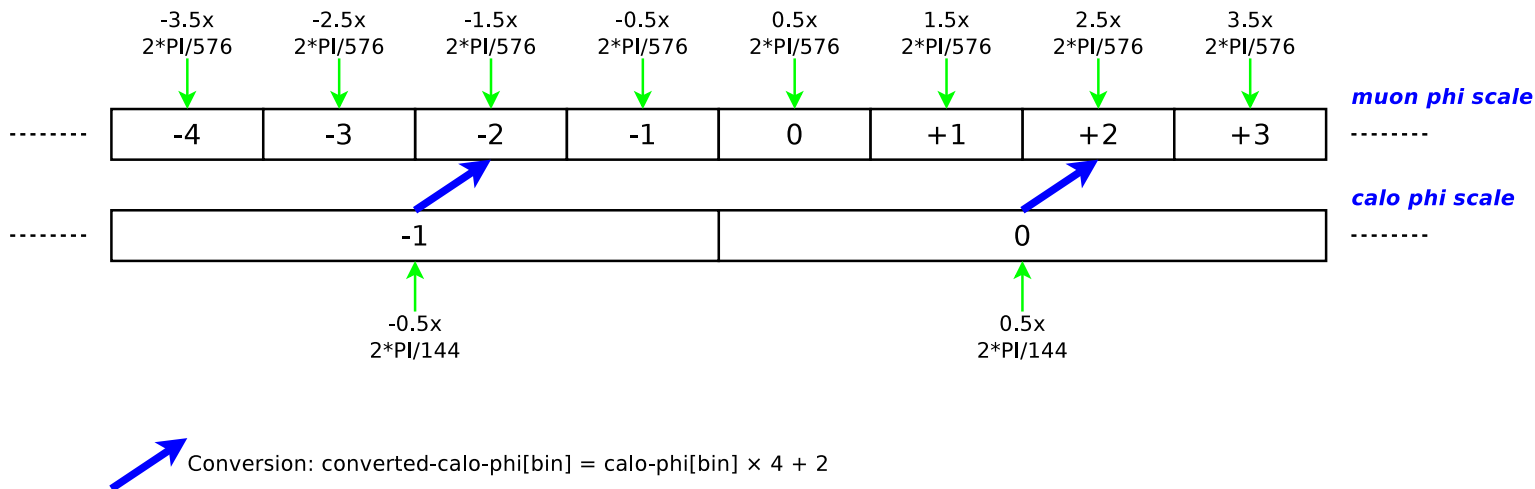 -3.5x -2.5x -1.5x -0.5x 0.5x 1.5x 2.5x 3.5x
2*PI/576 2*PI/576 2*PI/576 2*PI/576 2*PI/576 2*PI/576 2*PI/576 2*PI/576
muon phi scale
-------- -4 -3 -2 -1 0 +1 +2 +3 --------
calo phi scale
-------- -1 0 --------
-0.5x 0.5x
2*PI/144 2*PI/144
Conversion: converted-calo-phi[bin] = calo-phi[bin] × 4 + 2